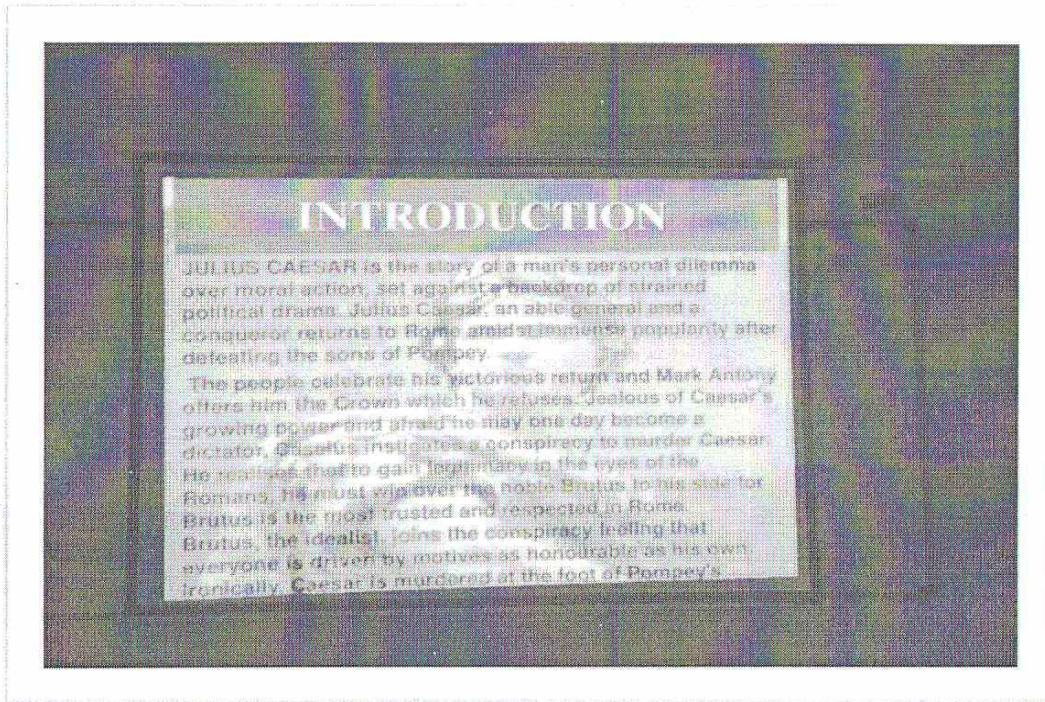 INTRODUCTION
JULIUS CAESAR is the story of a man's personal dilemma
over moral action, set against a backdrop of strained
political drama. Julius Caesar, an able general and a
conqueror returns to Rome amidst immense popularity after
defeating the sons of Pompey.
The people celebrate his victorious return and Mark Antony
offers him the Crown which he refuses. Jealous of Caesar's
growing power and afraid he may one day become a
dictator, Cassius instigates a conspiracy to murder Caesar.
He realises that to gain legitimacy in the eyes of the
Romans, he must win over the noble Brutus to his side for
Brutus is the most trusted and respected in Rome.
Brutus, the idealist, joins the conspiracy feeling that
everyone is driven by motives as honourable as his own.
Ironically, Caesar is murdered at the foot of Pompey's